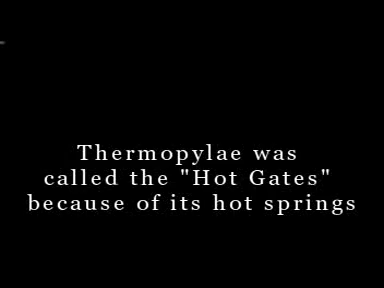 Thermopylae was
called the "Hot Gates"
because of its hot springs